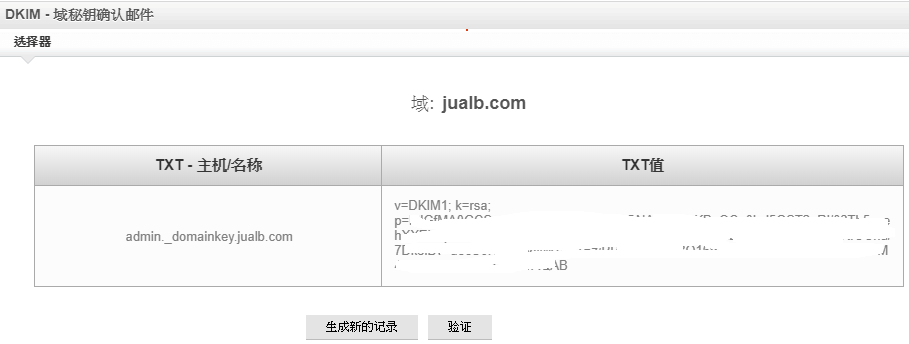 DKIM - 域秘钥确认邮件
选择器
域: jualb.com
TXT - 主机/名称
TXT值
admin._domainkey.jualb.com
v=DKIM1; k=rsa;
p=
AB
生成新的记录
验证